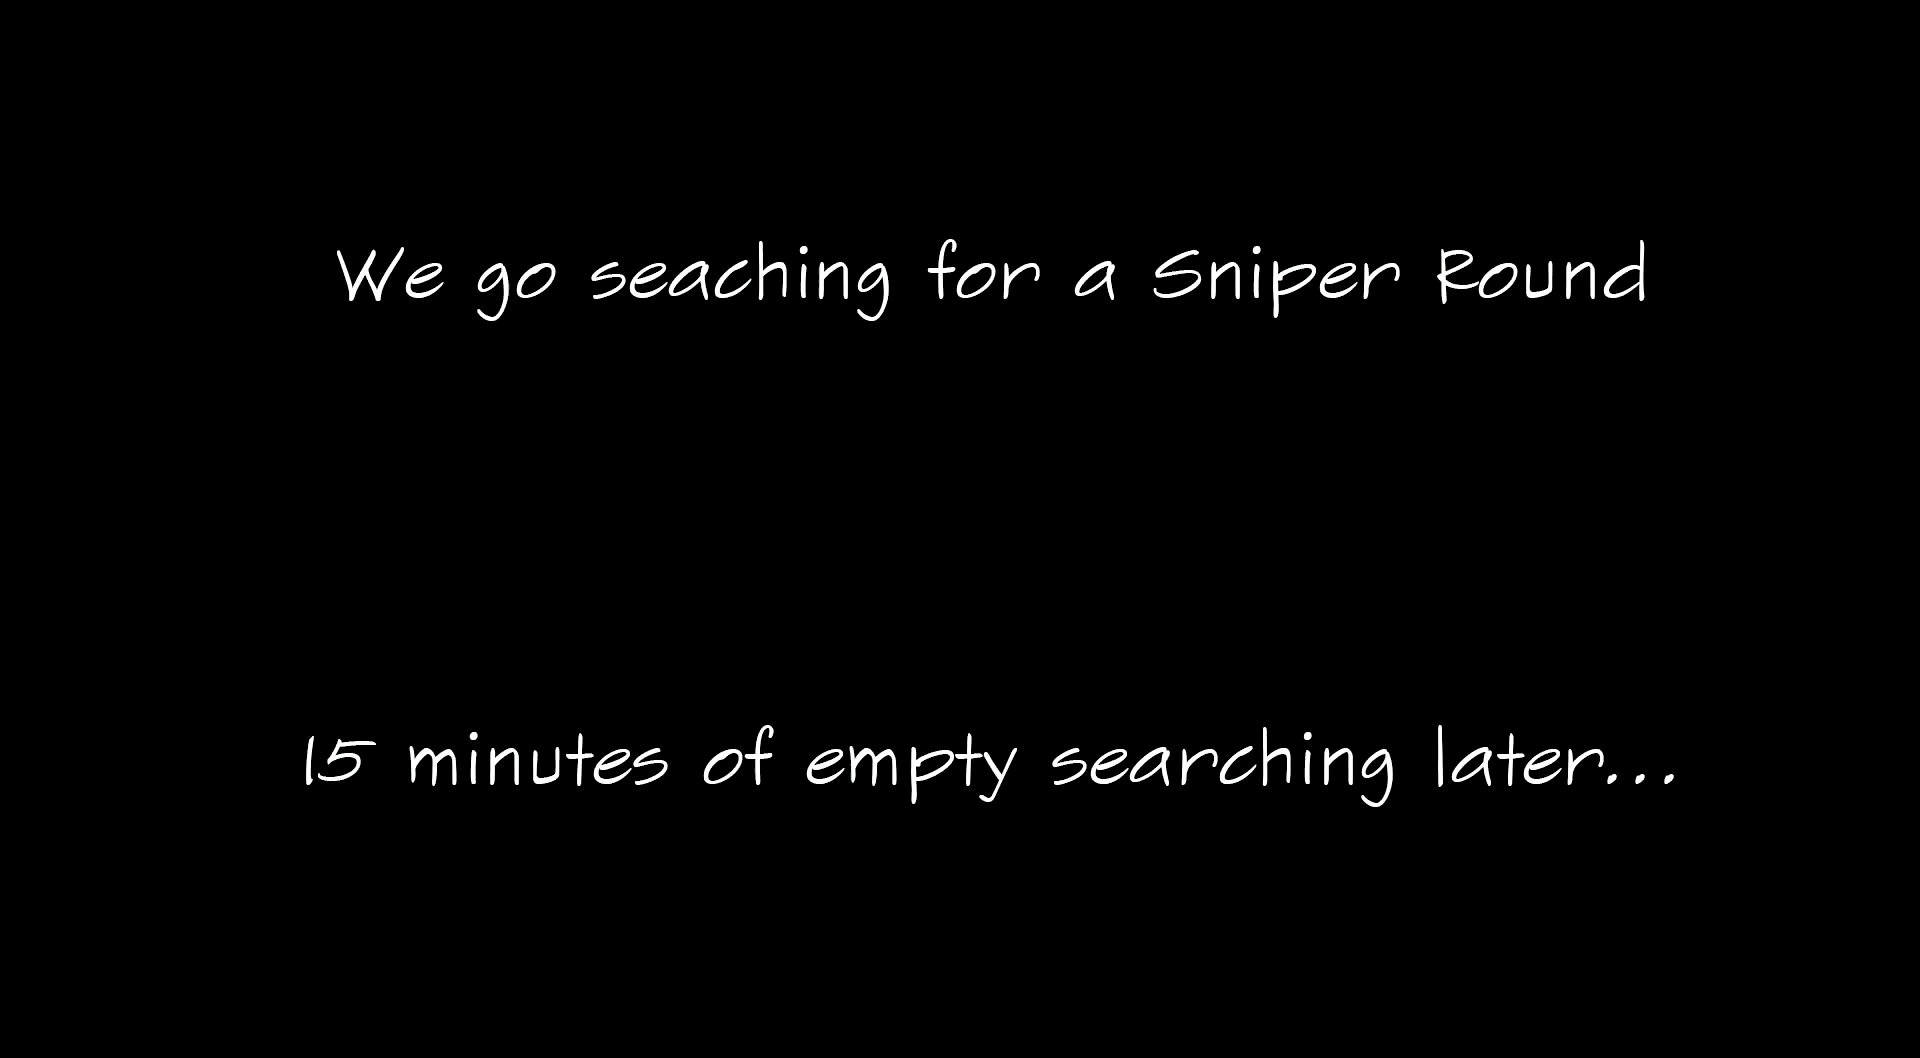 We go seaching for a Sniper Round
15 minutes of empty searching later...